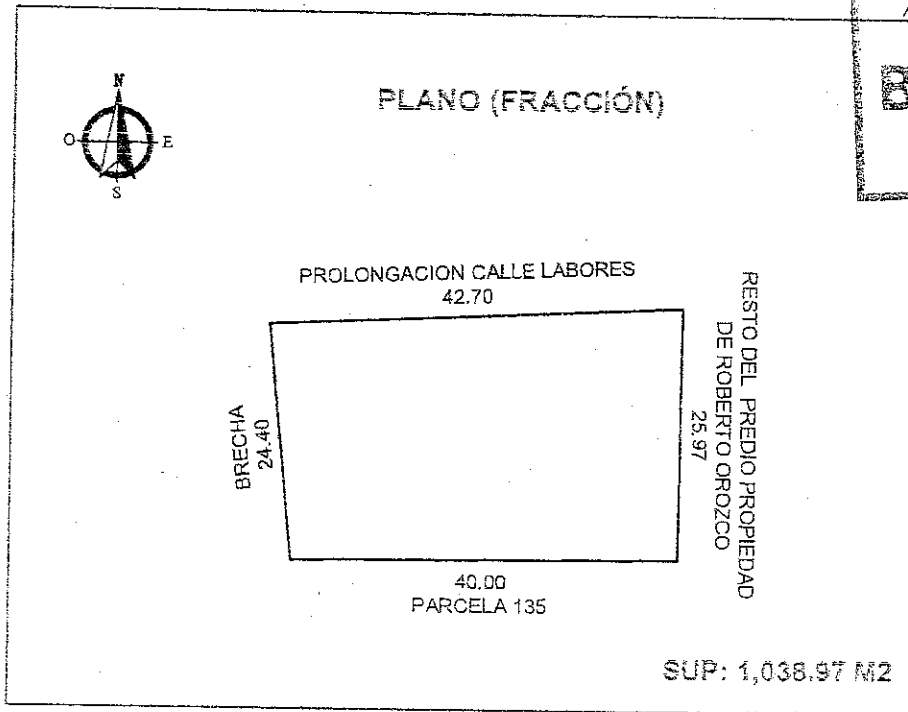 N
O E
S
PLANO (FRACCIÓN)
PROLONGACION CALLE LABORES
42.70
BRECHA
24.40
RESTO DEL PREDIO PROPIEDAD
DE ROBERTO OROZCO
25.97
40.00
PARCELA 135
SUP: 1,038.97 M2